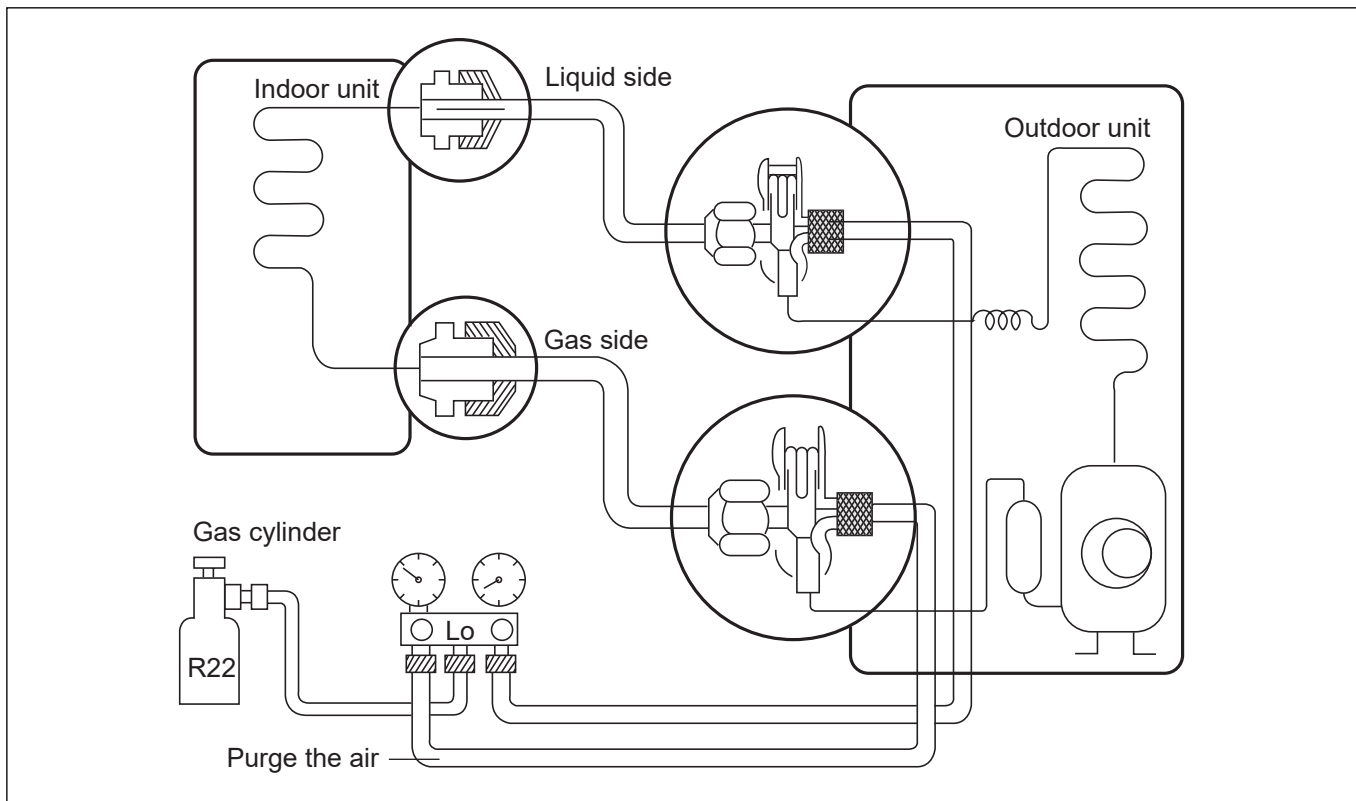 Indoor unit
Liquid side
Outdoor unit
Gas side
Gas cylinder
Lo
R22
Purge the air